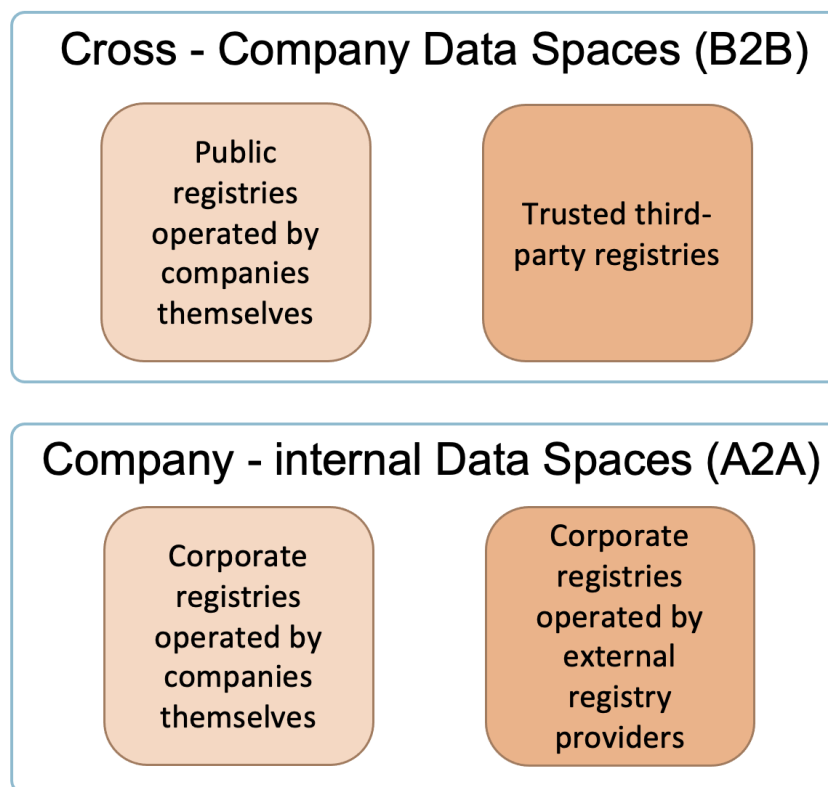 Cross - Company Data Spaces (B2B)
Public
registries
operated by
companies
themselves
Trusted third-
party registries
Company - internal Data Spaces (A2A)
Corporate
registries
operated by
companies
themselves
Corporate
registries
operated by
external
registry
providers